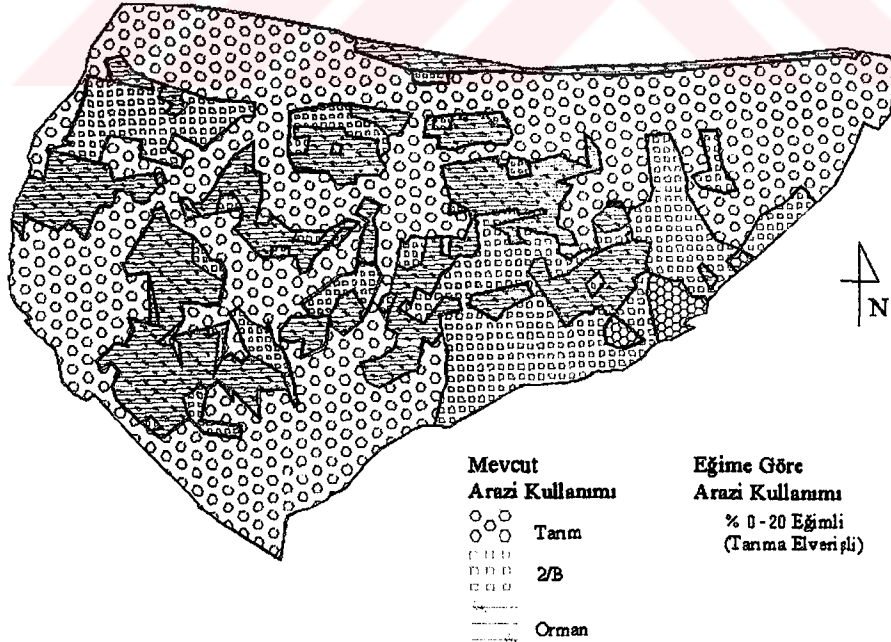 N
Mevcut
Arazi Kullanımı
Tarım
2/B
Orman
Eğime Göre
Arazi Kullanımı
% 0-20 Eğimli
(Tarıma Elverişli)